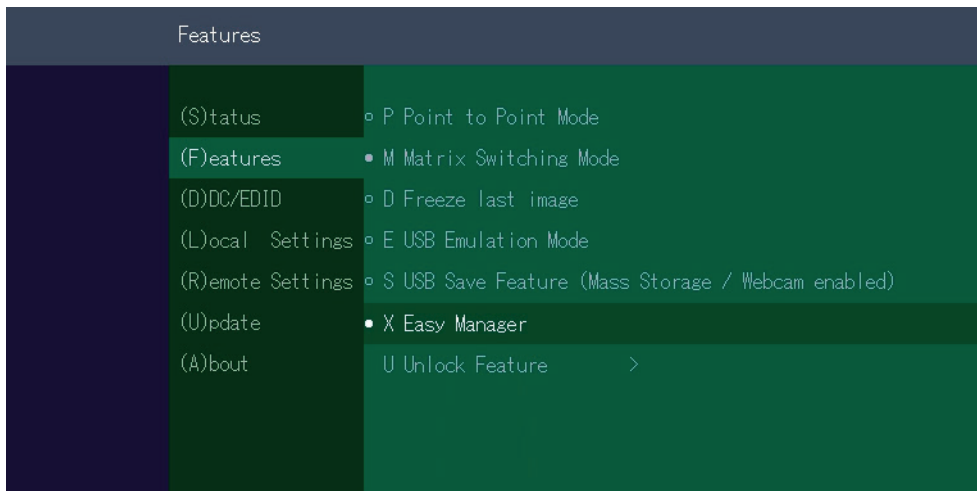 Features
(S)tatus
(F)eatures
(D)DC/EDID
(L)ocal Settings
(R)emote Settings
(U)pdate
(A)bout
P Point to Point Mode
M Matrix Switching Mode
D Freeze last image
E USB Emulation Mode
S USB Save Feature (Mass Storage / Webcam enabled)
X Easy Manager
U Unlock Feature >